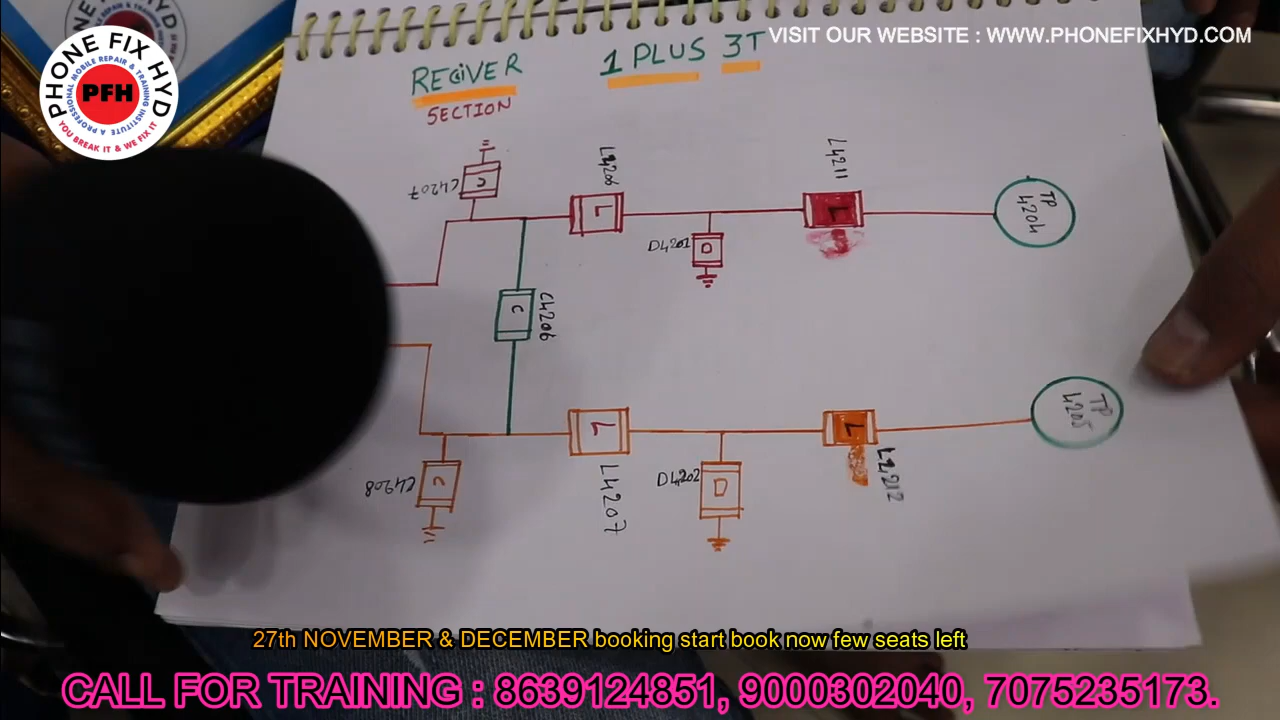 VISIT OUR WEBSITE : WWW.PHONEFIXHYD.COM
PHONE FIX HYD
A PROFESSIONAL MOBILE REPAIR & TRAINING INSTITUTE
PFH
YOU BREAK IT & WE FIX IT
RECIVER
SECTION
1 PLUS 3T
C4207
C
L4206
L
D4201
D
L4211
L
TP
4204
C
C4206
C4208
C
L
L4207
D4202
D
L
L4212
TP
4205
27th NOVEMBER & DECEMBER booking start book now few seats left
CALL FOR TRAINING : 8639124851, 9000302040, 7075235173.